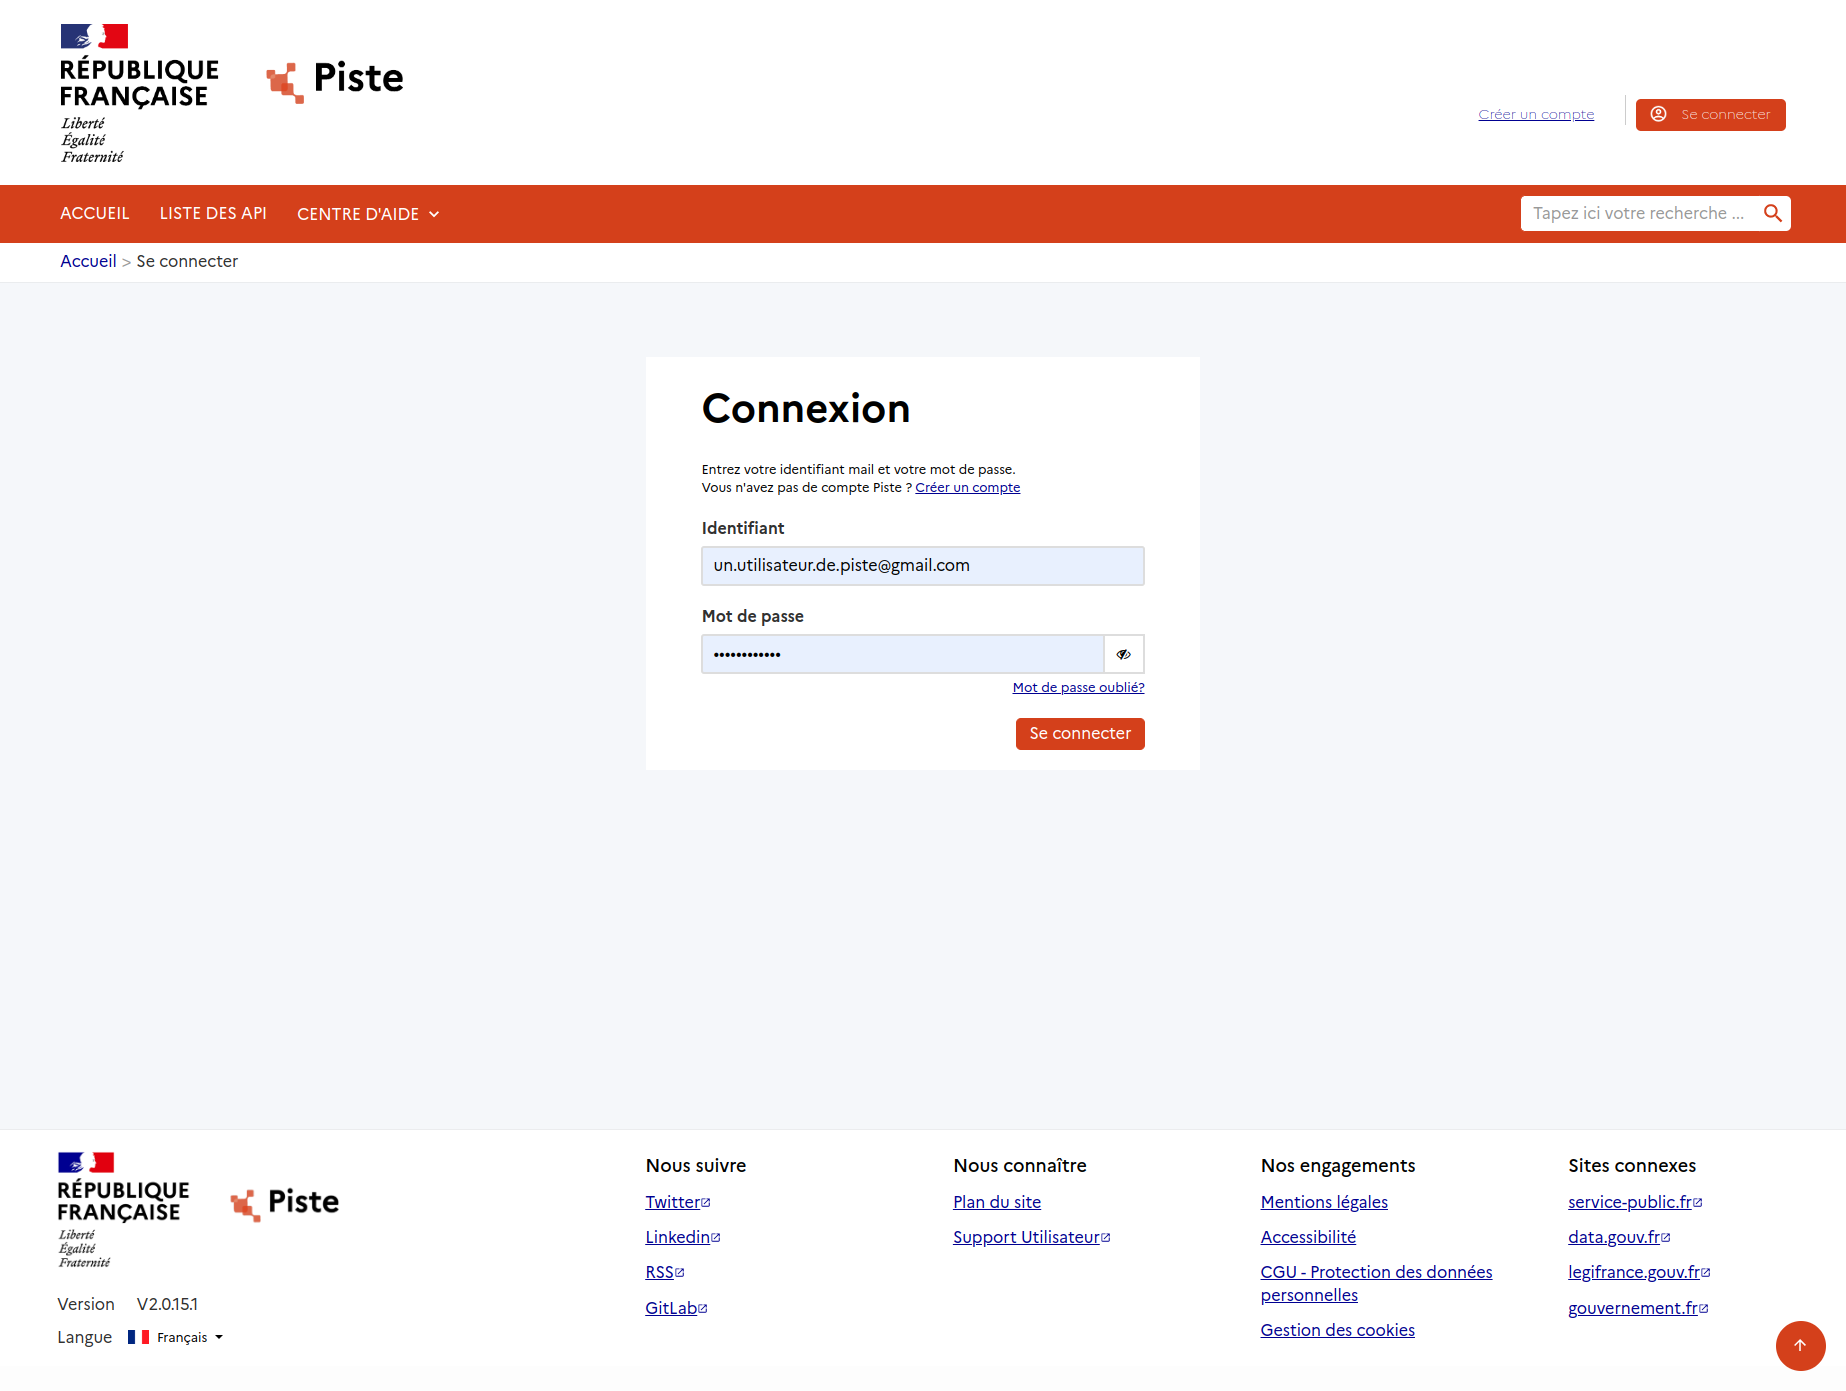 RÉPUBLIQUE
FRANÇAISE
Liberté
Égalité
Fraternité
Piste
Créer un compte
Se connecter
ACCUEIL
LISTE DES API
CENTRE D'AIDE
Tapez ici votre recherche ...
Accueil > Se connecter
Connexion
Entrez votre identifiant mail et votre mot de passe.
Vous n'avez pas de compte Piste ? Créer un compte
Identifiant
un.utilisateur.de.piste@gmail.com
Mot de passe
••••••••••••
Mot de passe oublié?
Se connecter
RÉPUBLIQUE
FRANÇAISE
Liberté
Égalité
Fraternité
Piste
Version V2.0.15.1
Langue Français
Nous suivre
Twitter
Linkedin
RSS
GitLab
Nous connaître
Plan du site
Support Utilisateur
Nos engagements
Mentions légales
Accessibilité
CGU - Protection des données
personnelles
Gestion des cookies
Sites connexes
service-public.fr
data.gouv.fr
legifrance.gouv.fr
gouvernement.fr